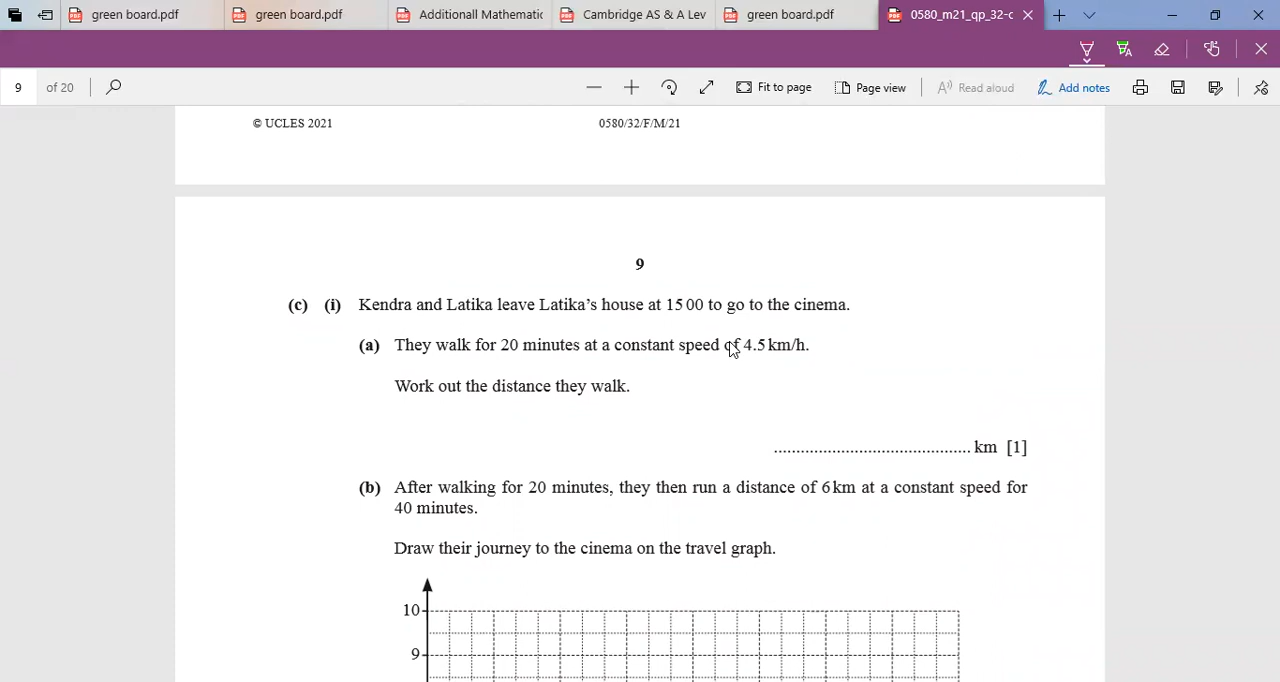 green board.pdf
green board.pdf
Additionall Mathematic
Cambridge AS & A Lev
green board.pdf
0580_m21_qp_32-c
9 of 20
Fit to page
Page view
Read aloud
Add notes
© UCLES 2021
0580/32/F/M/21
9
(c) (i) Kendra and Latika leave Latika's house at 15 00 to go to the cinema.
(a) They walk for 20 minutes at a constant speed of 4.5 km/h.
Work out the distance they walk.
.............................................. km [1]
(b) After walking for 20 minutes, they then run a distance of 6 km at a constant speed for
40 minutes.
Draw their journey to the cinema on the travel graph.
10
9